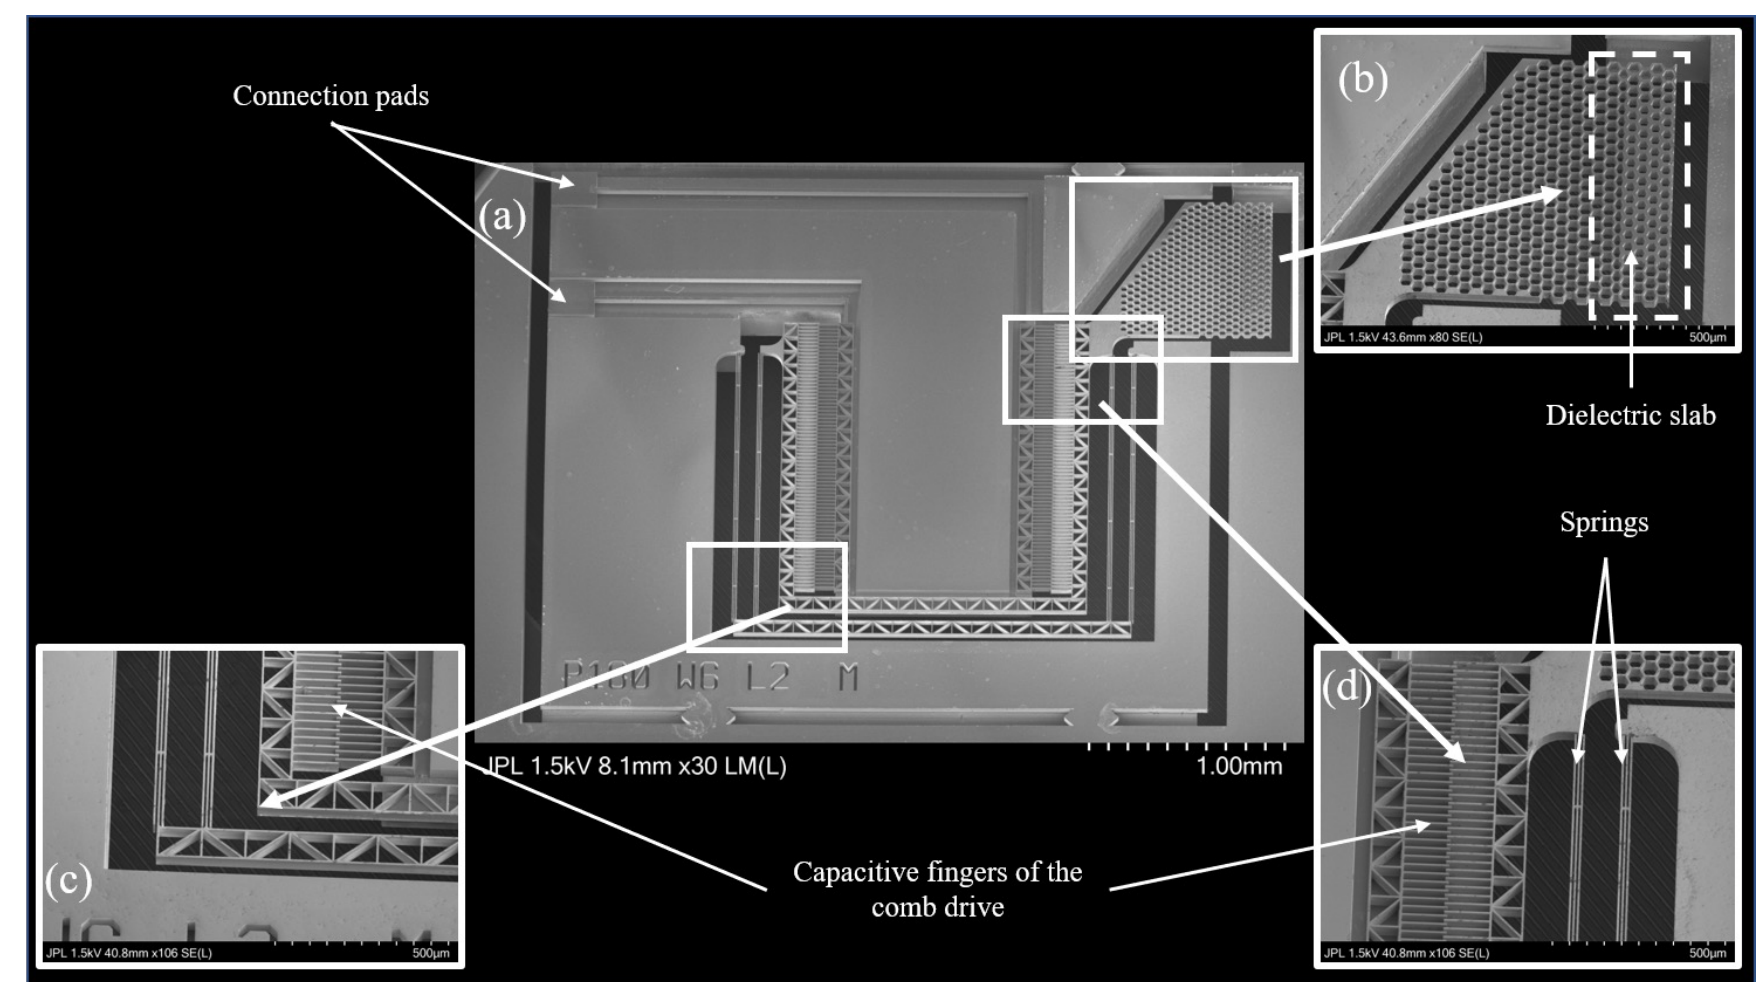 Connection pads
(a)
(b)
JPL 1.5kV 43.6mm x80 SE(L)
500µm
Dielectric slab
Springs
P180 WG L2 M
JPL 1.5kV 8.1mm x30 LM(L)
1.00mm
(c)
JPL 1.5kV 40.8mm x106 SE(L)
500µm
Capacitive fingers of the
comb drive
(d)
JPL 1.5kV 40.8mm x106 SE(L)
500µm